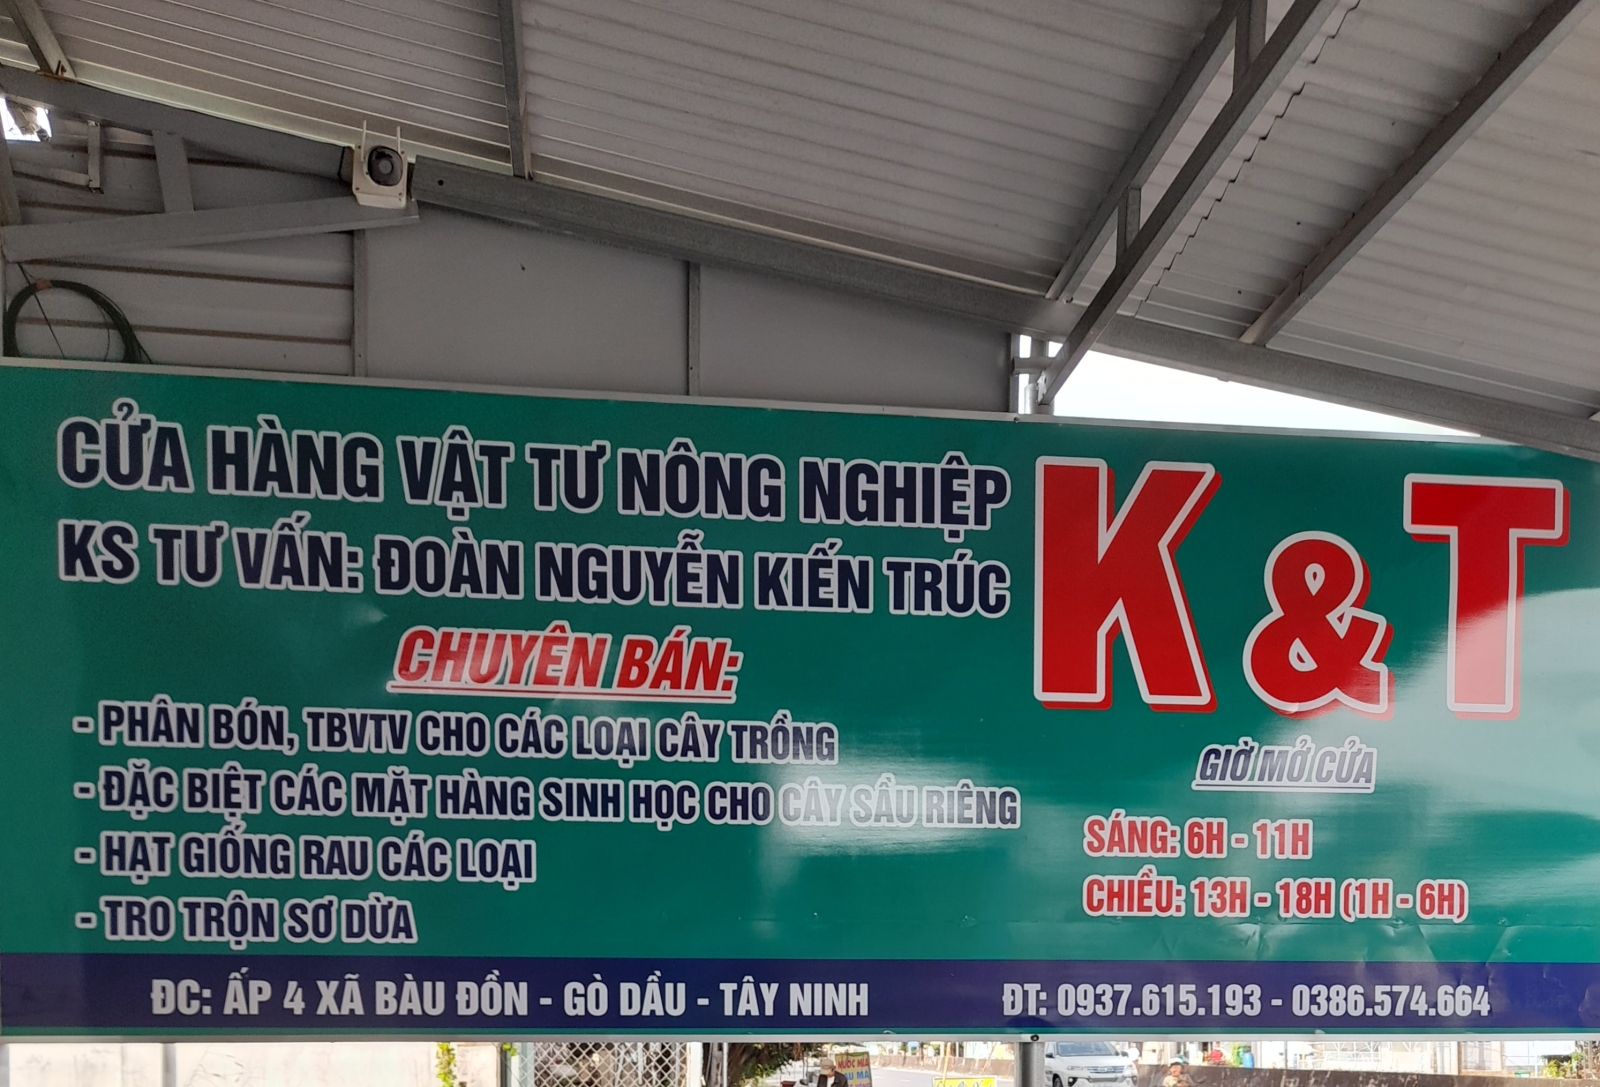 CỬA HÀNG VẬT TƯ NÔNG NGHIỆP
KS TƯ VẤN: ĐOÀN NGUYỄN KIẾN TRÚC
K & T
CHUYÊN BÁN:
- PHÂN BÓN, TBVTV CHO CÁC LOẠI CÂY TRỒNG
- ĐẶC BIỆT CÁC MẶT HÀNG SINH HỌC CHO CÂY SẦU RIÊNG
- HẠT GIỐNG RAU CÁC LOẠI
- TRO TRỘN SƠ DỪA
GIỜ MỞ CỬA
SÁNG: 6H - 11H
CHIỀU: 13H - 18H (1H - 6H)
ĐC: ẤP 4 XÃ BÀU ĐỒN - GÒ DẦU - TÂY NINH
ĐT: 0937.615.193 - 0386.574.664